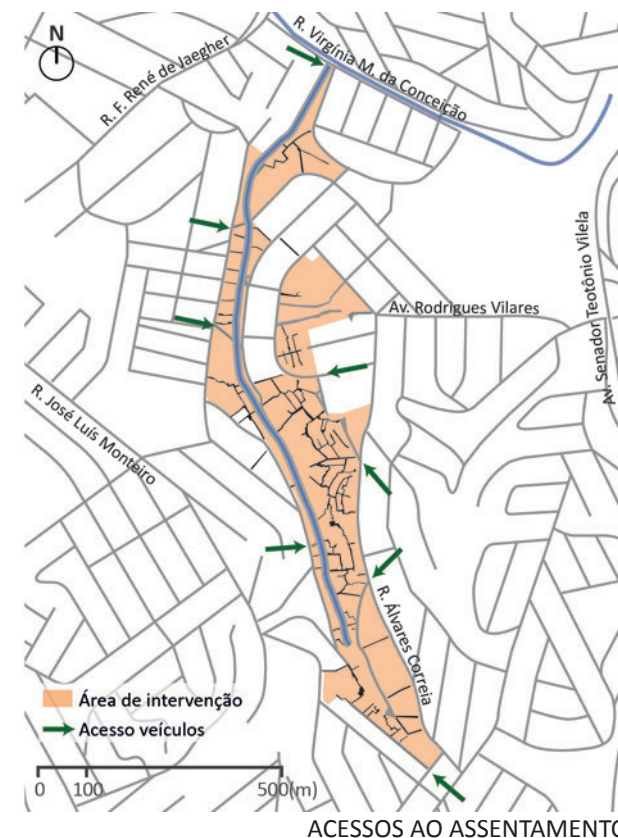 N
R. Virgínia M. da Conceição
R. F. René de Jaegher
Av. Senador Teotônio Vilela
Av. Rodrigues Vilares
R. José Luís Monteiro
R. Álvares Correia
Área de intervenção
Acesso veículos
0 100 500(m)
ACESSOS AO ASSENTAMENTO